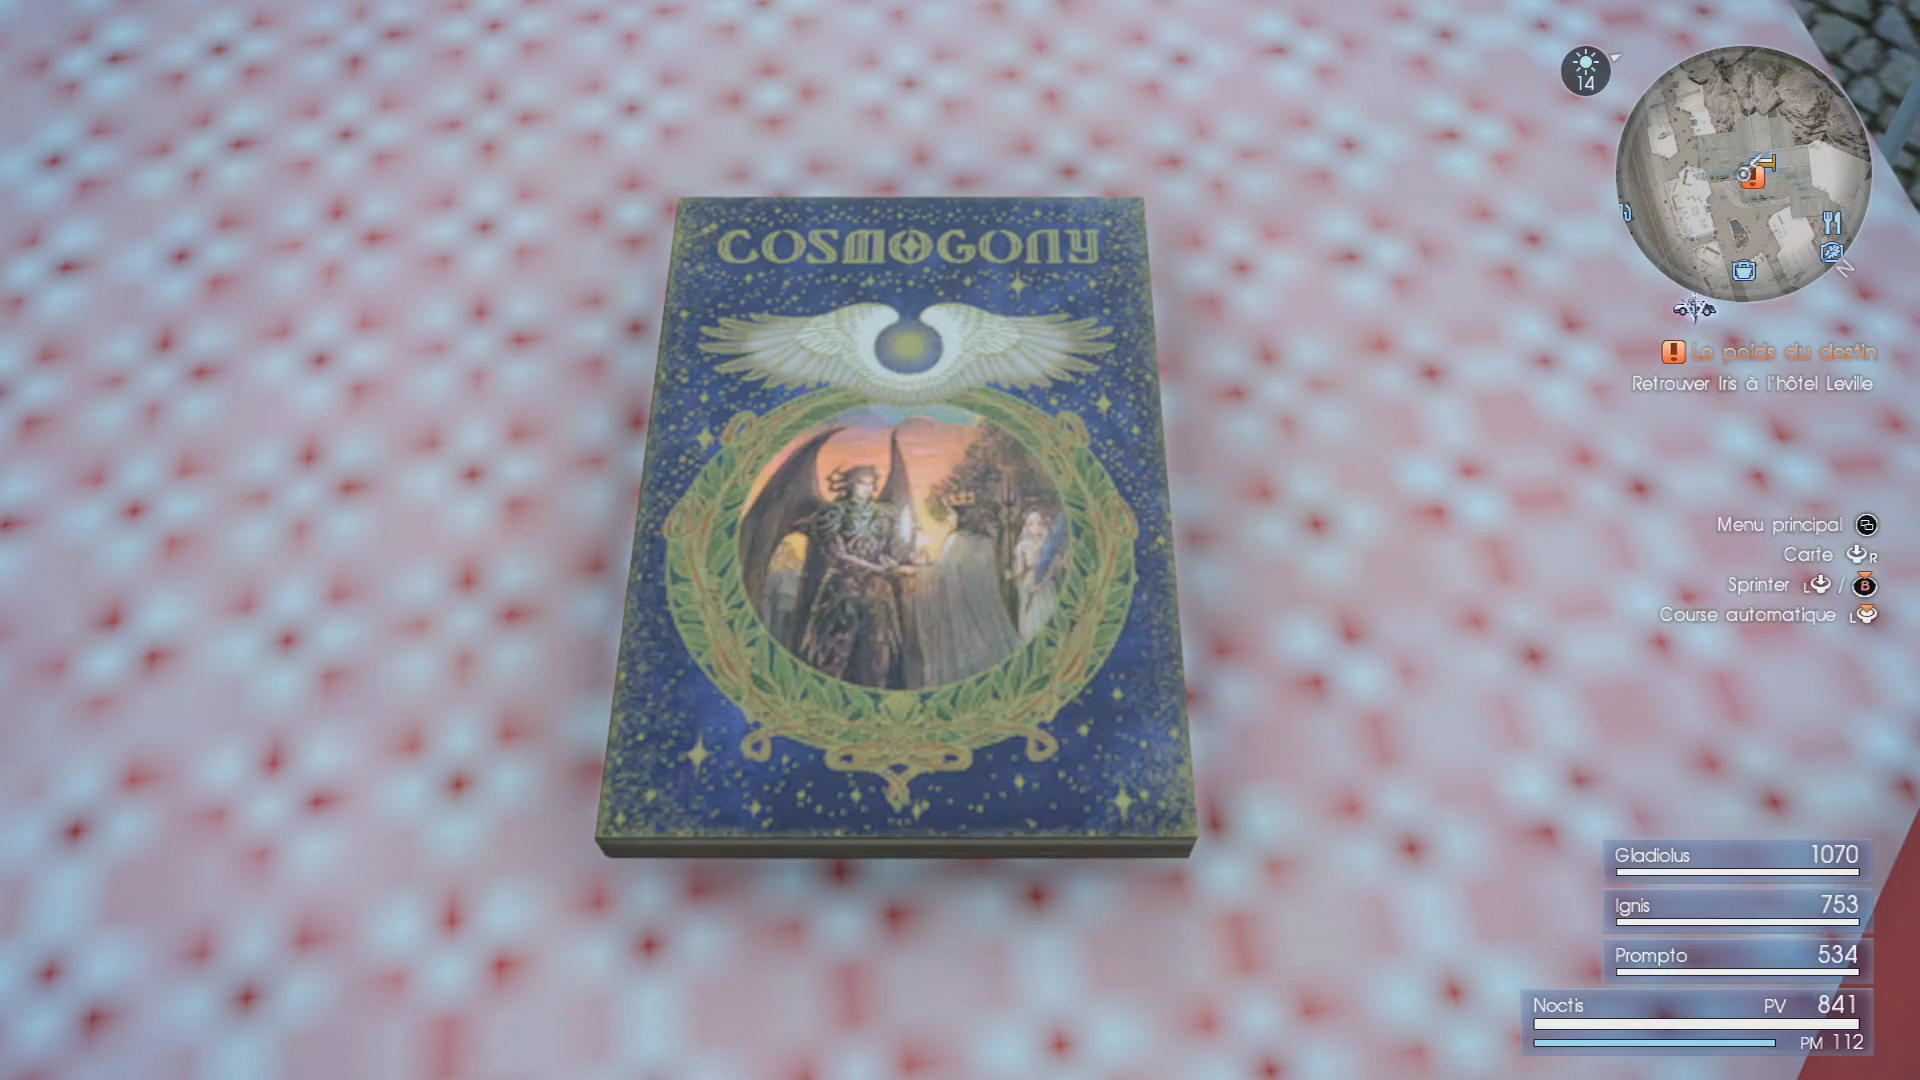 COSMOGONY
14
N
Le poids du destin
Retrouver Iris à l'hôtel Leville
Menu principal
Carte R
Sprinter L / B
Course automatique L
Gladiolus 1070
Ignis 753
Prompto 534
Noctis PV 841
PM 112